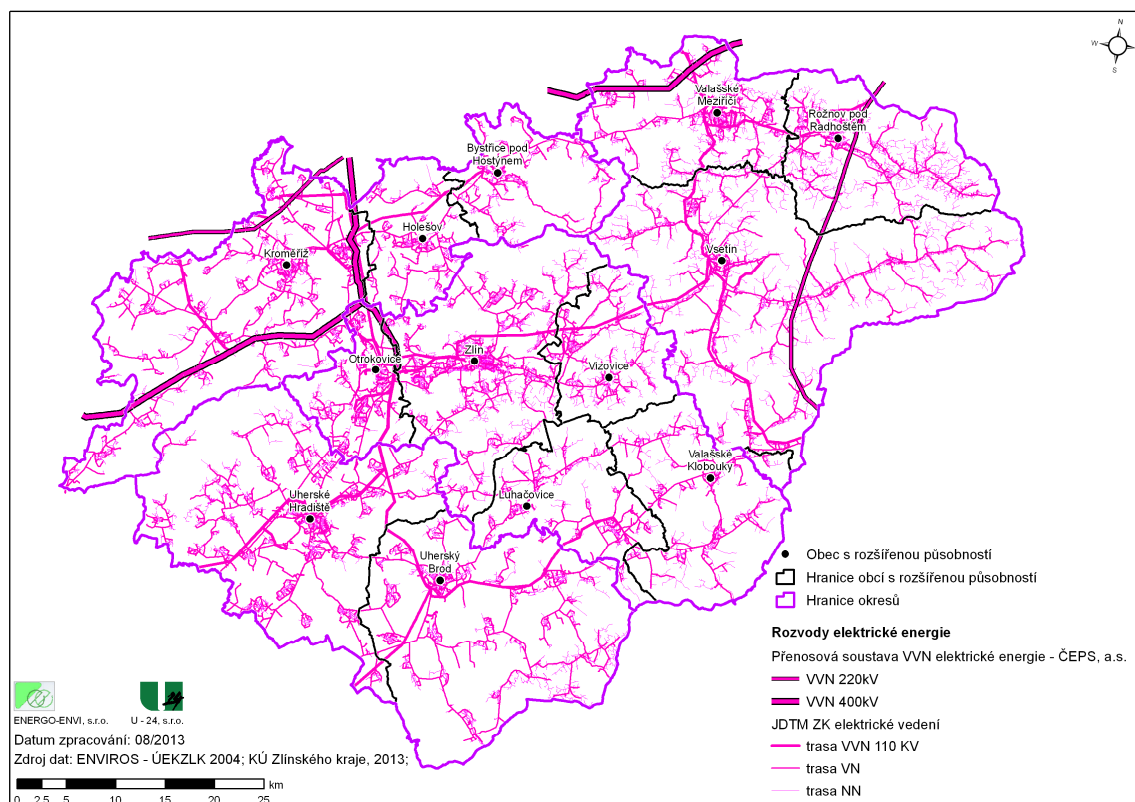 N
W
E
S
Valašské
Meziříčí
Rožnov pod
Radhoštěm
Bystřice pod
Hostýnem
Holešov
Kroměříž
Vsetín
Otrokovice
Zlín
Vizovice
Valašské
Klobouky
Luhačovice
Uherské
Hradiště
Uherský
Brod
Obec s rozšířenou působností
Hranice obcí s rozšířenou působností
Hranice okresů
Rozvody elektrické energie
Přenosová soustava VVN elektrické energie - ČEPS, a.s.
VVN 220kV
VVN 400kV
JDTM ZK elektrické vedení
trasa VVN 110 KV
trasa VN
trasa NN
ENERGO-ENVI, s.r.o. U - 24, s.r.o.
Datum zpracování: 08/2013
Zdroj dat: ENVIROS - ÚEKZLK 2004; KÚ Zlínského kraje, 2013;
km
0 2,5 5 10 15 20 25